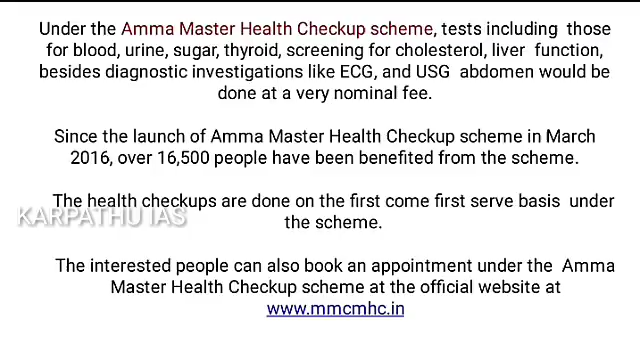 Under the Amma Master Health Checkup scheme, tests including those
for blood, urine, sugar, thyroid, screening for cholesterol, liver function,
besides diagnostic investigations like ECG, and USG abdomen would be
done at a very nominal fee.
Since the launch of Amma Master Health Checkup scheme in March
2016, over 16,500 people have been benefited from the scheme.
The health checkups are done on the first come first serve basis under
KARPATHU IAS
the scheme.
The interested people can also book an appointment under the Amma
Master Health Checkup scheme at the official website at
www.mmcmhc.in